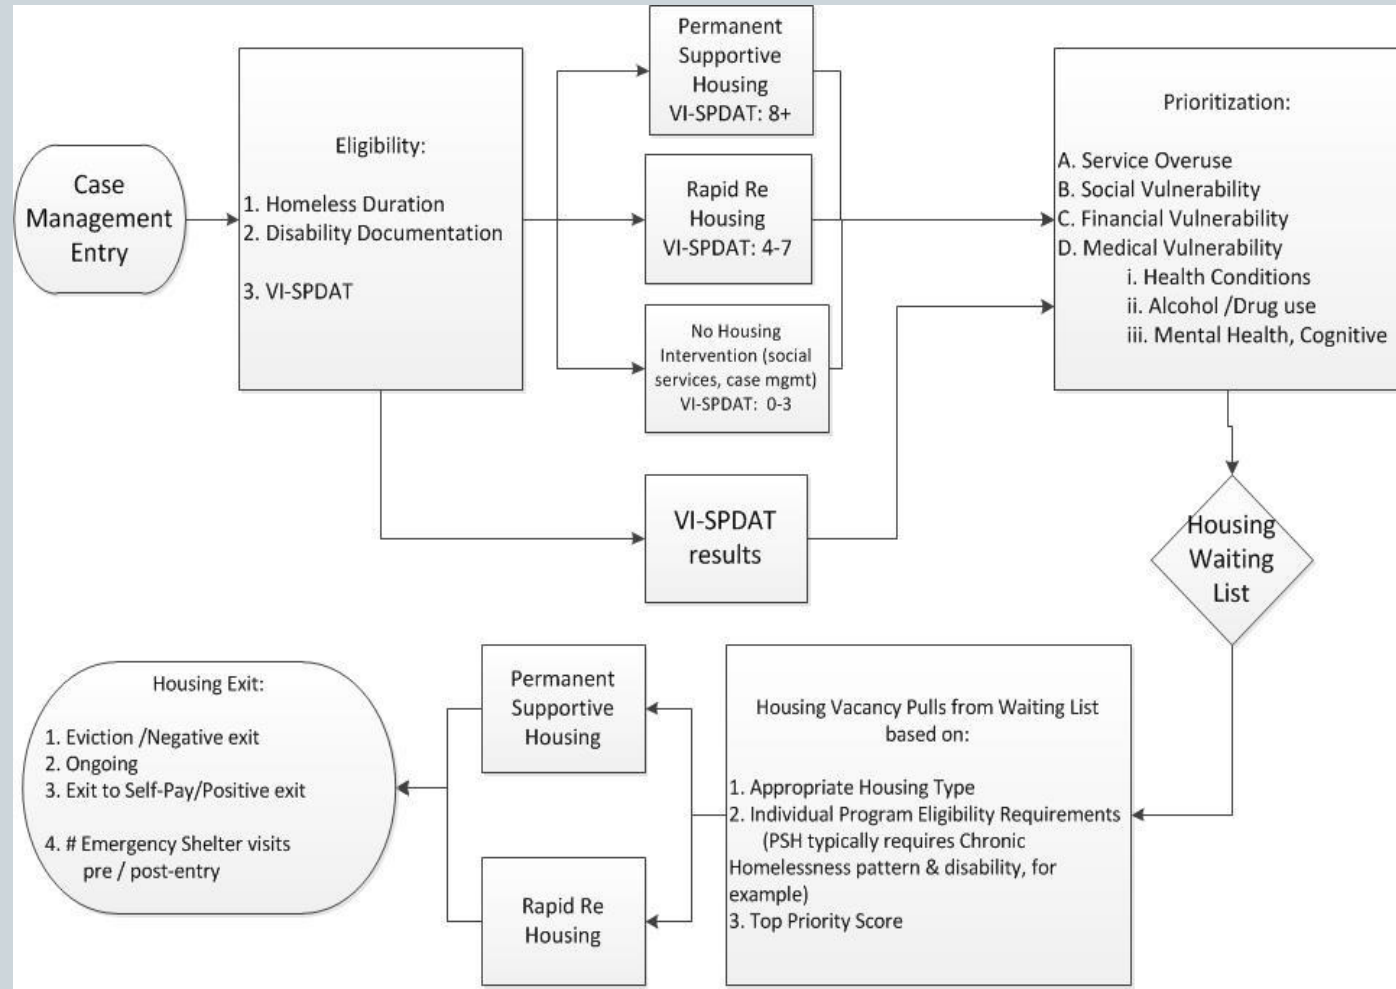 Case
Management
Entry
Eligibility:
1. Homeless Duration
2. Disability Documentation
3. VI-SPDAT
Permanent
Supportive
Housing
VI-SPDAT: 8+
Rapid Re
Housing
VI-SPDAT: 4-7
No Housing
Intervention (social
services, case mgmt)
VI-SPDAT: 0-3
VI-SPDAT
results
Prioritization:
A. Service Overuse
B. Social Vulnerability
C. Financial Vulnerability
D. Medical Vulnerability
i. Health Conditions
ii. Alcohol /Drug use
iii. Mental Health, Cognitive
Housing
Waiting
List
Housing Vacancy Pulls from Waiting List
based on:
1. Appropriate Housing Type
2. Individual Program Eligibility Requirements
(PSH typically requires Chronic
Homelessness pattern & disability, for
example)
3. Top Priority Score
Permanent
Supportive
Housing
Rapid Re
Housing
Housing Exit:
1. Eviction /Negative exit
2. Ongoing
3. Exit to Self-Pay/Positive exit
4. # Emergency Shelter visits
pre / post-entry